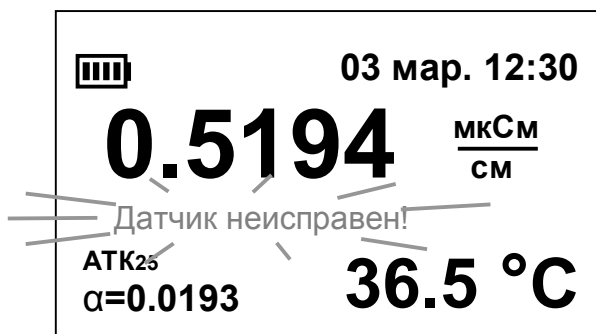 03 мар. 12:30
0.5194 мкСм
см
Датчик неисправен!
АТК25
α=0.0193
36.5 °C